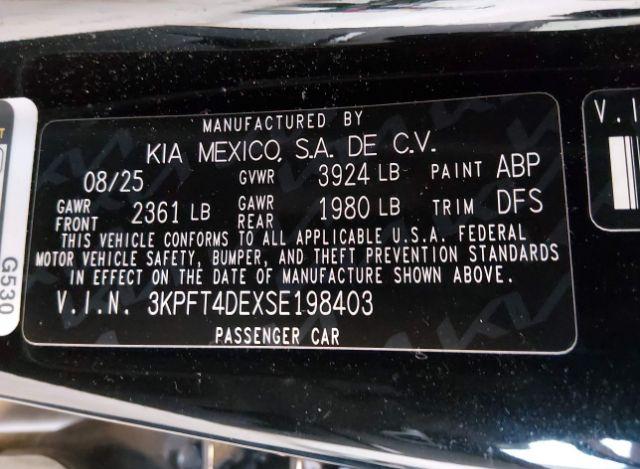 MANUFACTURED BY
KIA MEXICO, S.A. DE C.V.
08/25 GVWR 3924 LB PAINT ABP
GAWR FRONT 2361 LB GAWR REAR 1980 LB TRIM DFS
THIS VEHICLE CONFORMS TO ALL APPLICABLE U.S.A. FEDERAL
MOTOR VEHICLE SAFETY, BUMPER, AND THEFT PREVENTION STANDARDS
IN EFFECT ON THE DATE OF MANUFACTURE SHOWN ABOVE.
V.I.N. 3KPFT4DEXSE198403
PASSENGER CAR
G530
V.I